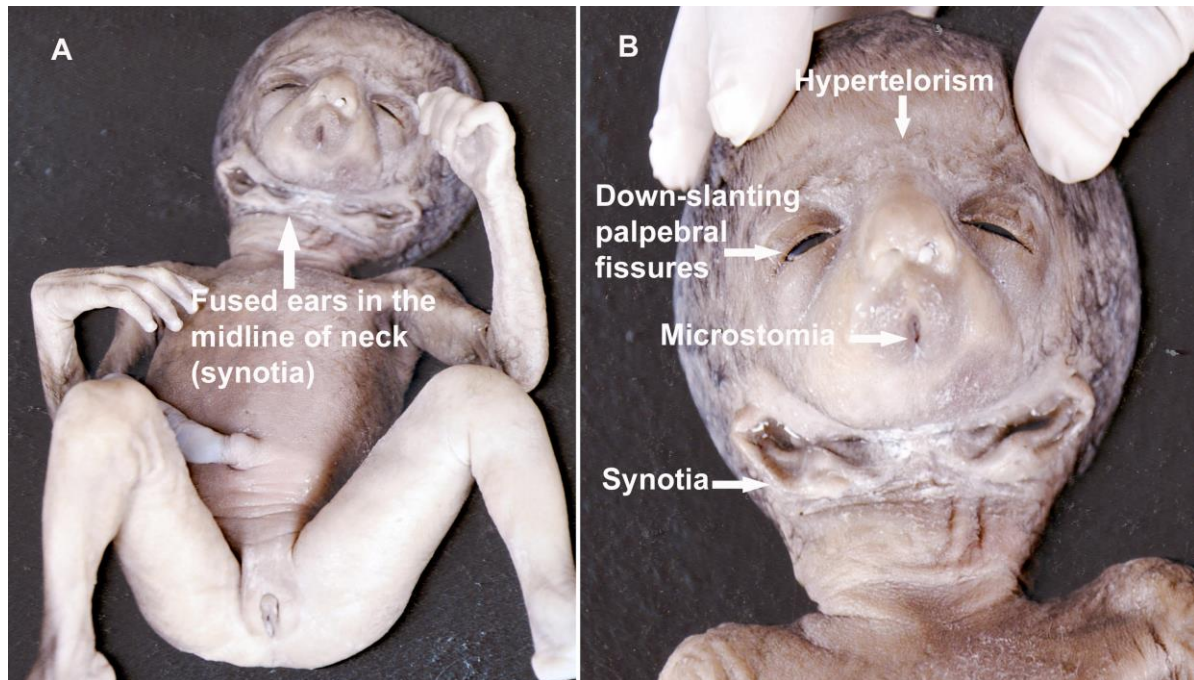 A
Fused ears in the
midline of neck
(synotia)
B
Hypertelorism
Down-slanting
palpebral
fissures
Microstomia
Synotia